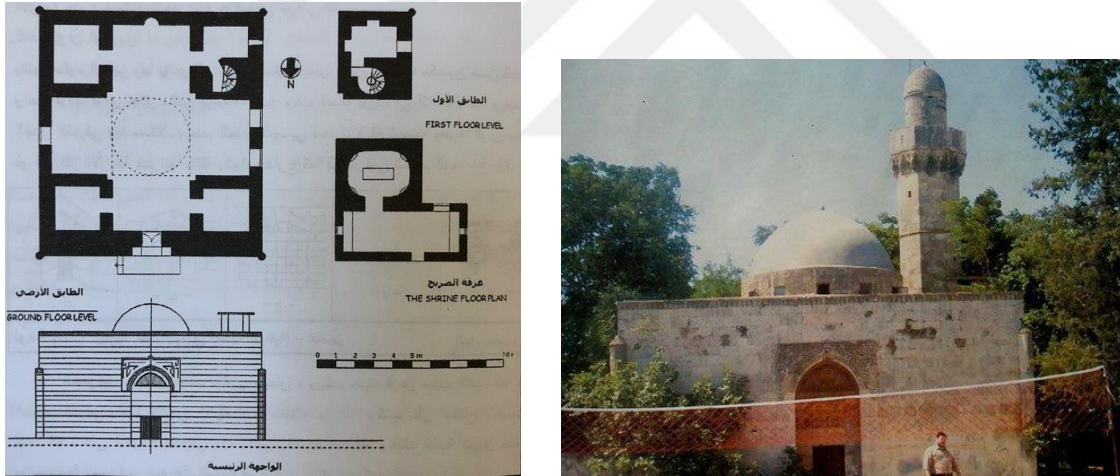 N
الطابق الأول
FIRST FLOOR LEVEL
غرفة الضريح
THE SHRINE FLOOR PLAN
الطابق الأرضي
GROUND FLOOR LEVEL
0 1 2 3 4 5 m
الواجهة الرئيسية